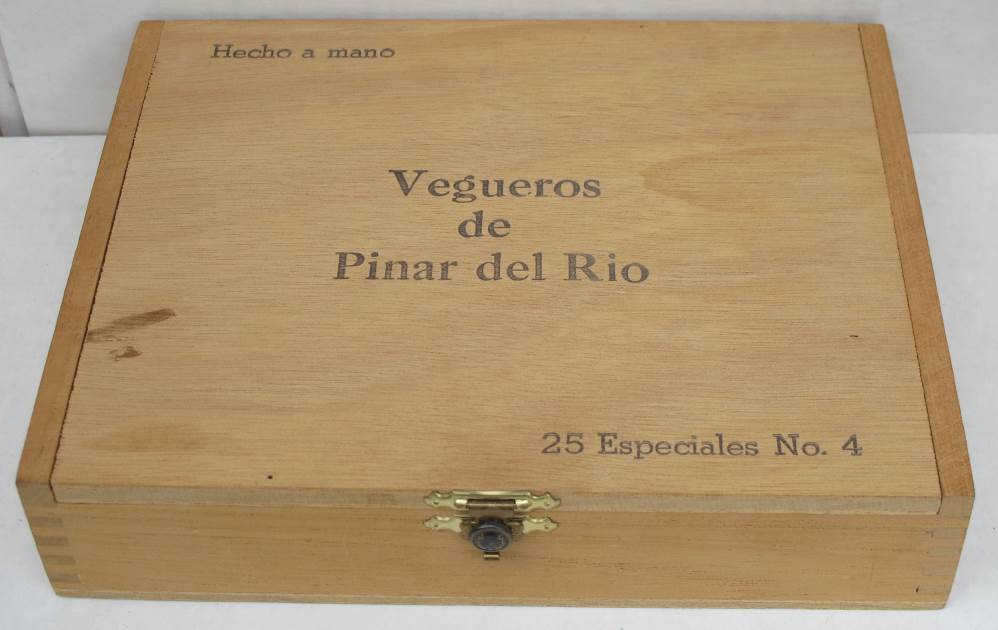 Hecho a mano
Vegueros
de
Pinar del Rio
25 Especiales No. 4